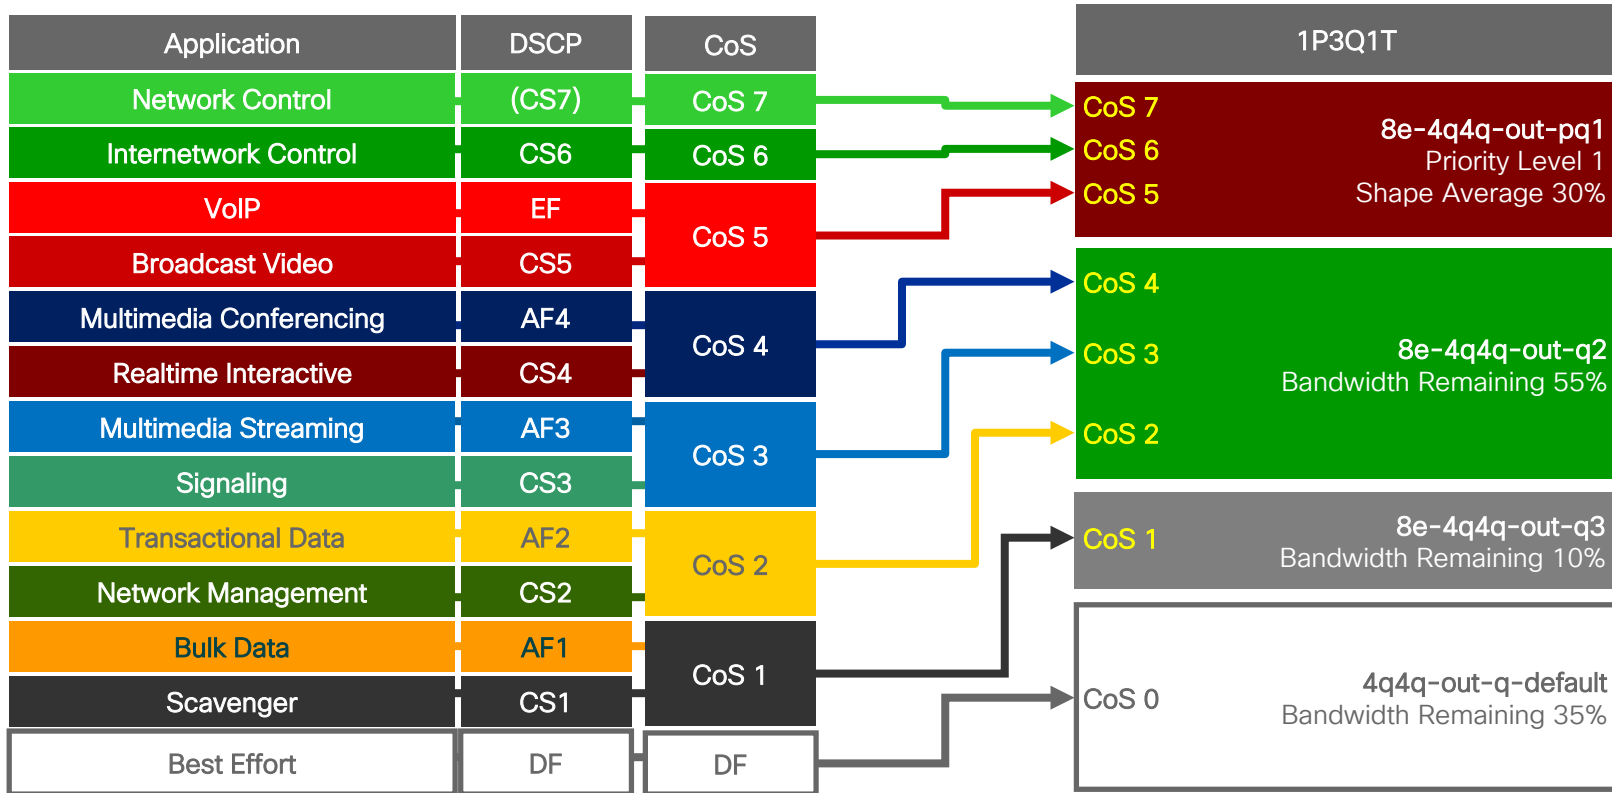 Application DSCP CoS 1P3Q1T
Network Control (CS7) CoS 7 CoS 7
Internetwork Control CS6 CoS 6 CoS 6
VoIP EF CoS 5 CoS 5
Broadcast Video CS5
8e-4q4q-out-pq1
Priority Level 1
Shape Average 30%
Multimedia Conferencing AF4 CoS 4 CoS 4
Realtime Interactive CS4
Multimedia Streaming AF3 CoS 3 CoS 3
Signaling CS3
Transactional Data AF2 CoS 2 CoS 2
Network Management CS2
8e-4q4q-out-q2
Bandwidth Remaining 55%
Bulk Data AF1 CoS 1 CoS 1
Scavenger CS1
8e-4q4q-out-q3
Bandwidth Remaining 10%
Best Effort DF DF CoS 0
4q4q-out-q-default
Bandwidth Remaining 35%